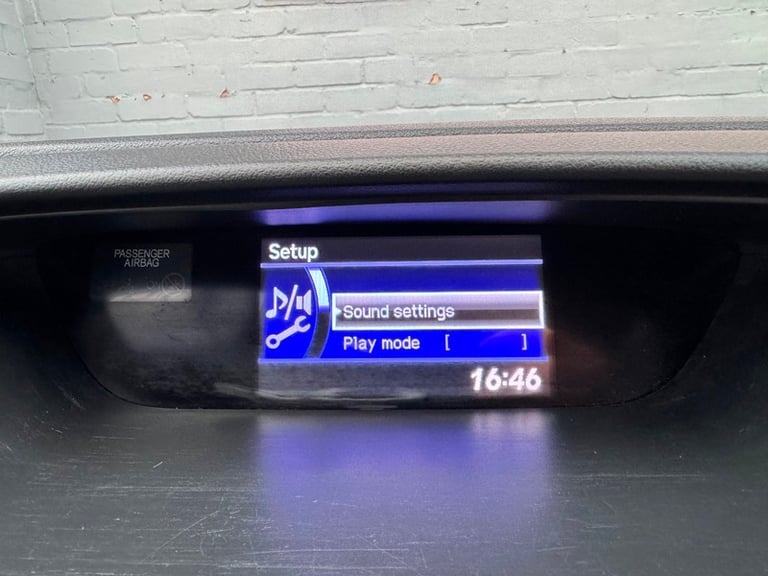 Setup
PASSENGER
AIRBAG
Sound settings
Play mode [ ]
16:46